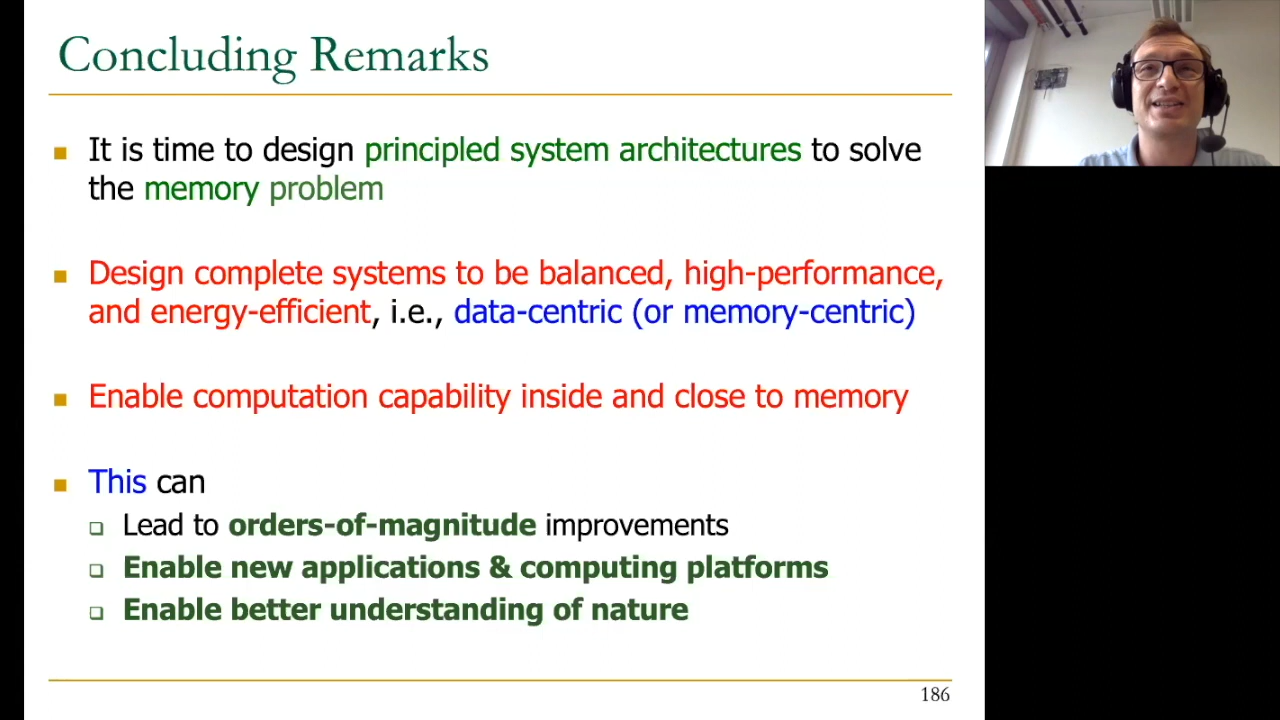 Concluding Remarks
It is time to design principled system architectures to solve
the memory problem
Design complete systems to be balanced, high-performance,
and energy-efficient, i.e., data-centric (or memory-centric)
Enable computation capability inside and close to memory
This can
Lead to orders-of-magnitude improvements
Enable new applications & computing platforms
Enable better understanding of nature
186